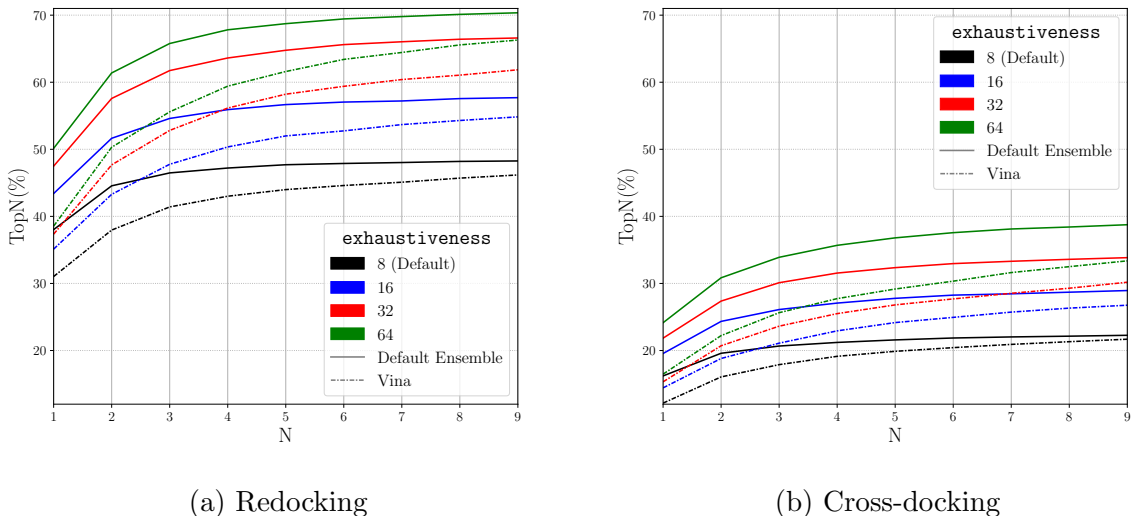 70
60
50
40
30
20
TopN(%)
1 2 3 4 5 6 7 8 9
N
exhaustiveness
8 (Default)
16
32
64
Default Ensemble
Vina
(a) Redocking
70
60
50
40
30
20
TopN(%)
1 2 3 4 5 6 7 8 9
N
exhaustiveness
8 (Default)
16
32
64
Default Ensemble
Vina
(b) Cross-docking